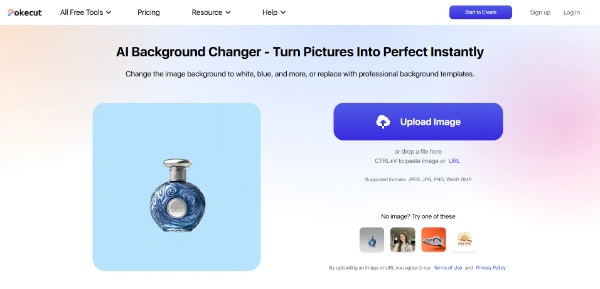 Pokecut
All Free Tools
Pricing
Resource
Help
Start to Create
Sign up
Log in
AI Background Changer - Turn Pictures Into Perfect Instantly
Change the image background to white, blue, and more, or replace with professional background templates.
Upload Image
or drop a file here
CTRL+V to paste image or URL
Supported formats: JPEG, JPG, PNG, WebP, BMP
No image? Try one of these
By uploading an image or URL you agree to our Terms of Use and Privacy Policy